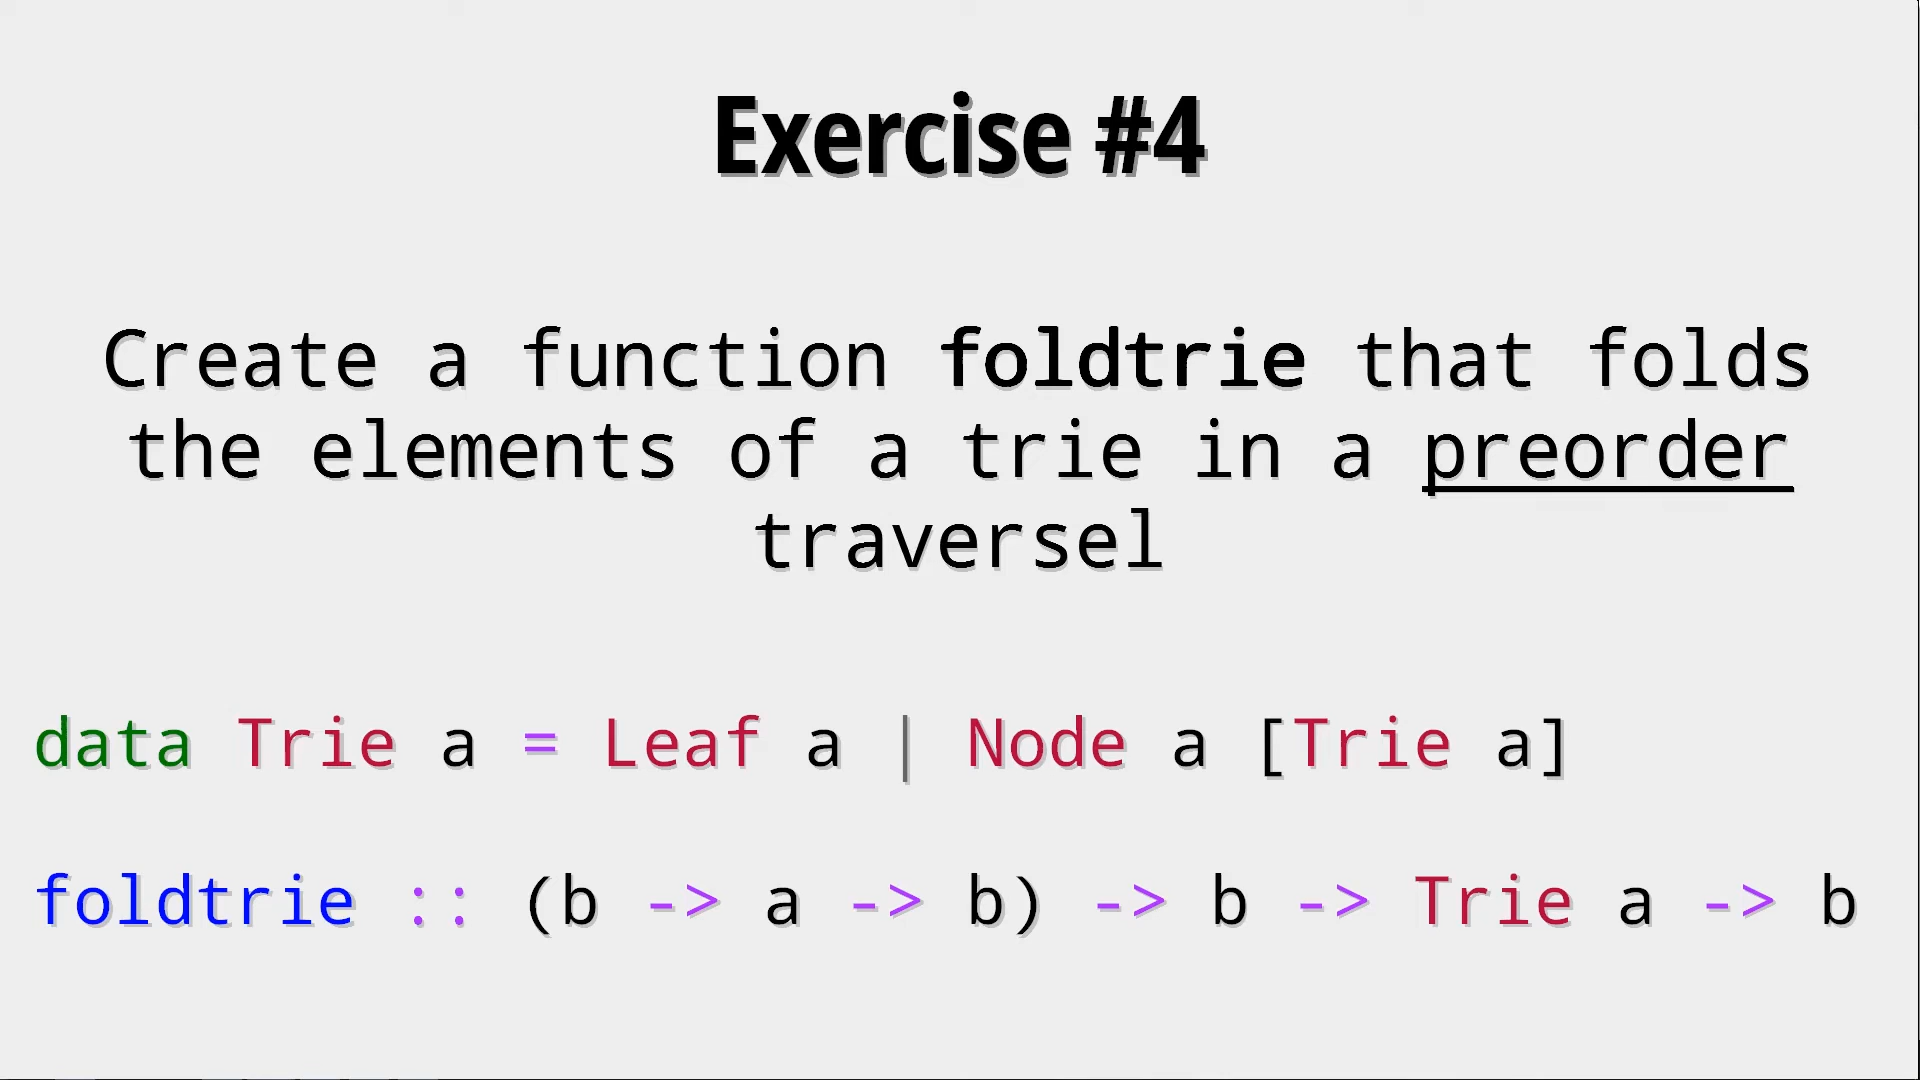 Exercise #4
Create a function foldtrie that folds
the elements of a trie in a preorder
traversel
data Trie a = Leaf a | Node a [Trie a]
foldtrie :: (b -> a -> b) -> b -> Trie a -> b